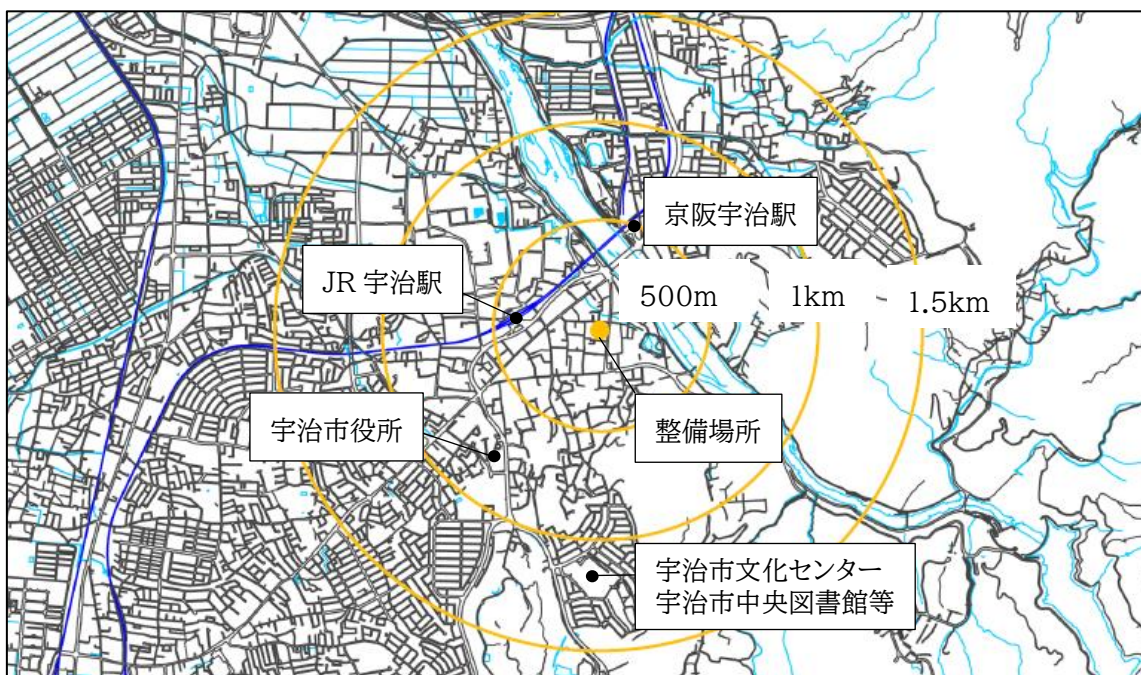 京阪宇治駅
JR 宇治駅
500m
1km
1.5km
宇治市役所
整備場所
宇治市文化センター
宇治市中央図書館等